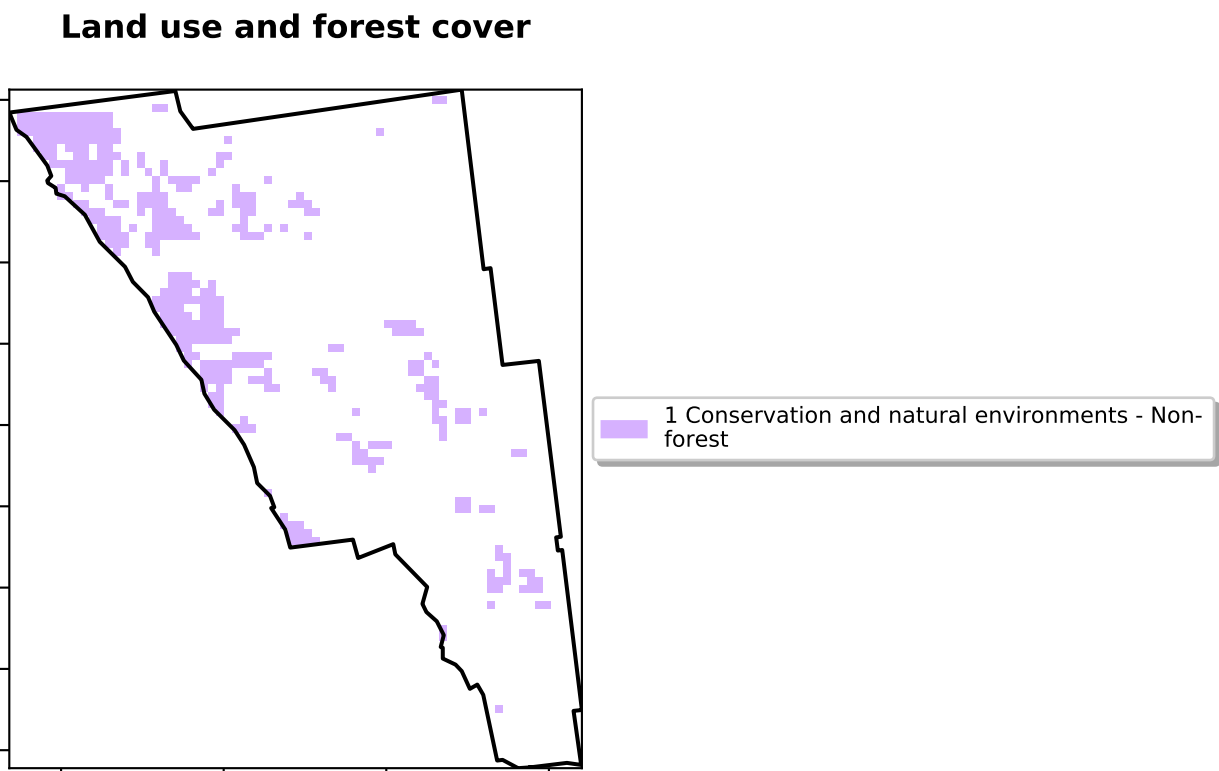 Land use and forest cover
1 Conservation and natural environments - Non-
forest